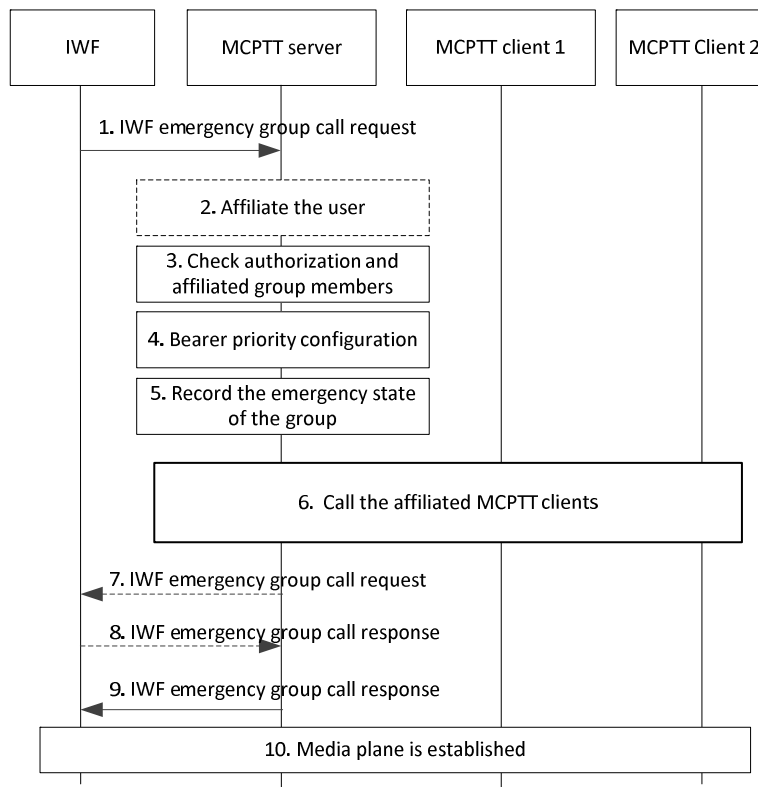 IWF
MCPTT server
MCPTT client 1
MCPTT Client 2
1. IWF emergency group call request
2. Affiliate the user
3. Check authorization and
affiliated group members
4. Bearer priority configuration
5. Record the emergency state
of the group
6. Call the affiliated MCPTT clients
7. IWF emergency group call request
8. IWF emergency group call response
9. IWF emergency group call response
10. Media plane is established